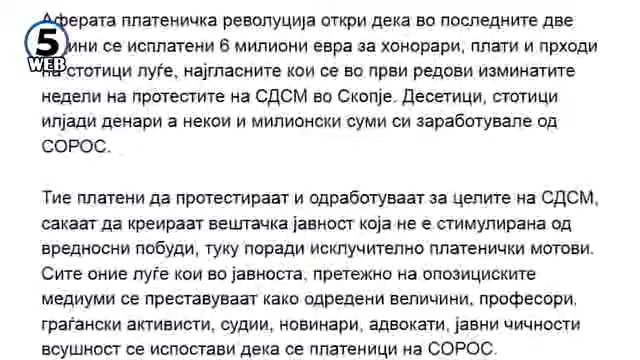 Аферата платеничка револуција откри дека во последните две
години се исплатени 6 милиони евра за хонорари, плати и прходи
на стотици луѓе, најгласните кои се во први редови изминатите
недели на протестите на СДСМ во Скопје. Десетици, стотици
илјади денари а некои и милионски суми си заработувале од
СОРОС.
Тие платени да протестираат и одработуваат за целите на СДСМ,
сакаат да креираат вештачка јавност која не е стимулирана од
вредносни побуди, туку поради исклучително платенички мотови.
Сите оние луѓе кои во јавноста, претежно на опозициските
медиуми се преставуваат како одредени величини, професори,
граѓански активисти, судии, новинари, адвокати, јавни чичности
всушност се испостави дека се платеници на СОРОС.
5
WEB